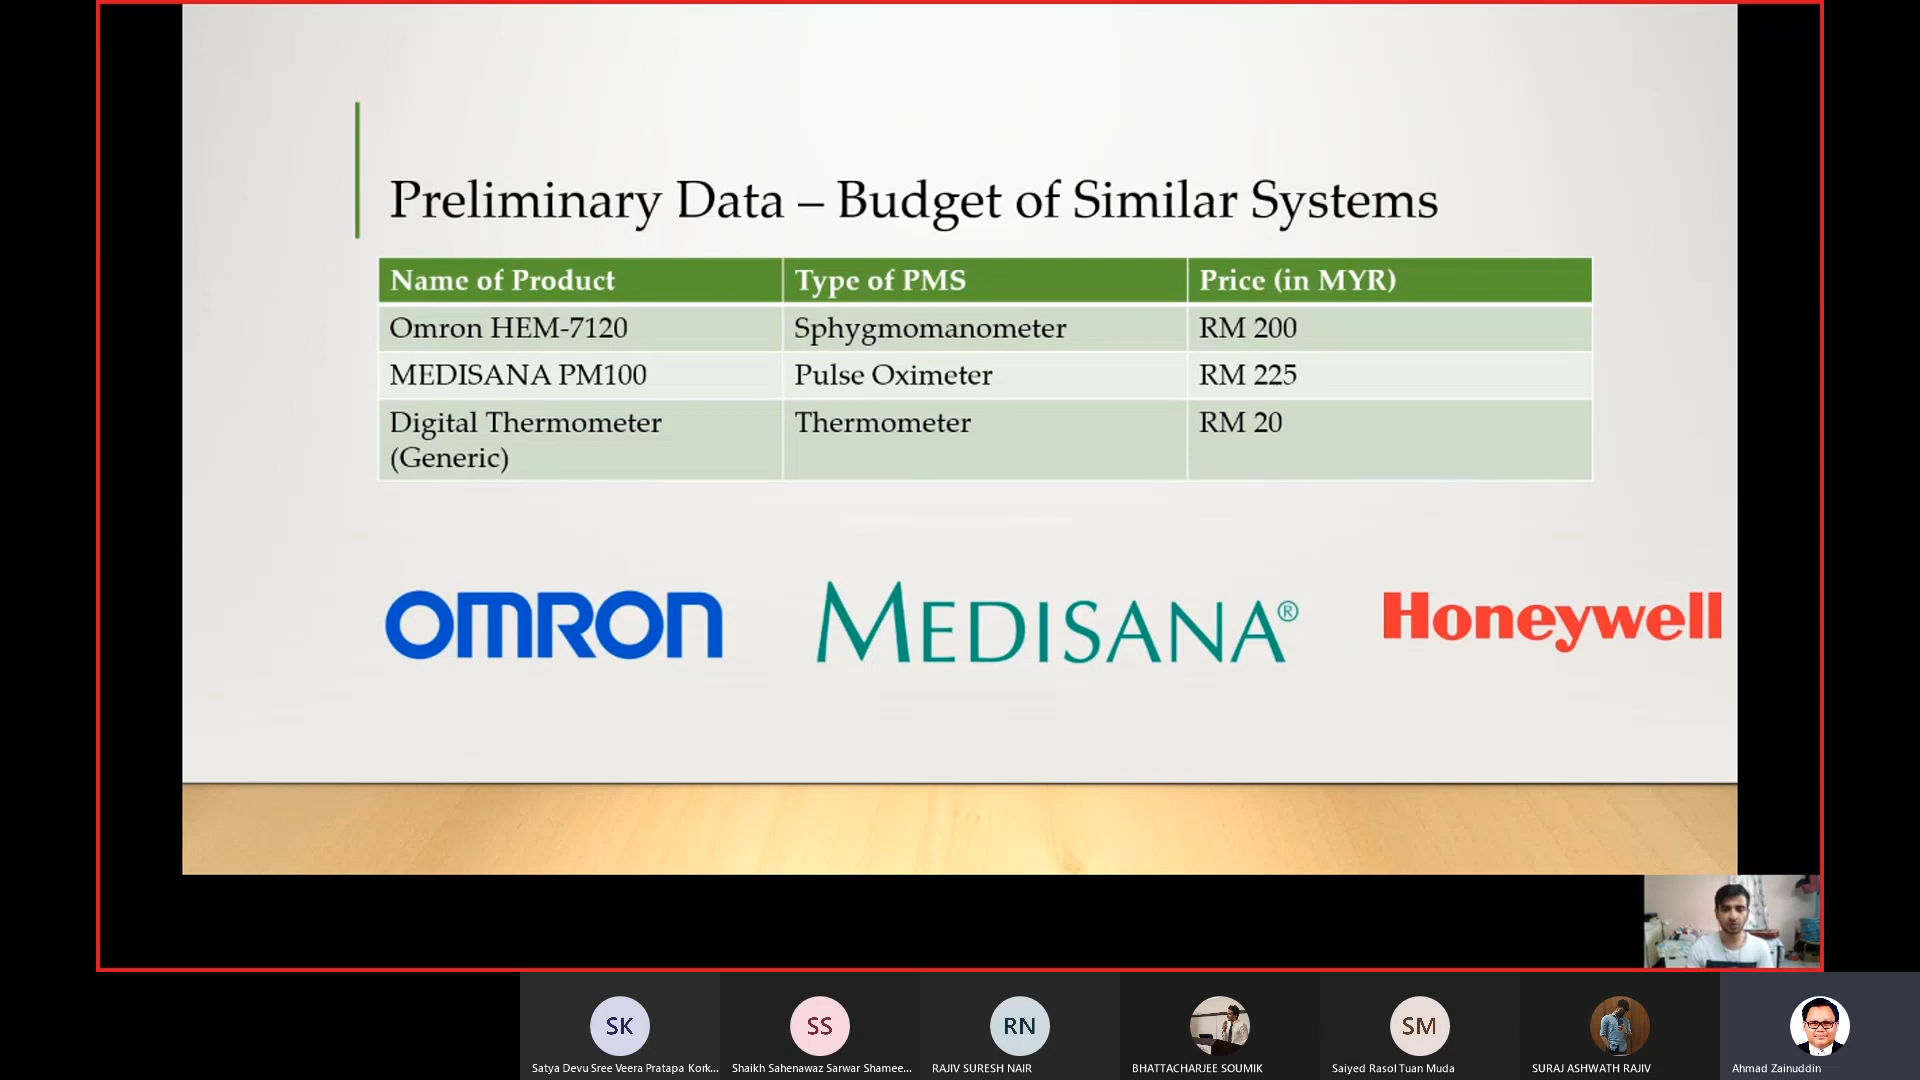 Preliminary Data – Budget of Similar Systems
Name of Product Type of PMS Price (in MYR)
Omron HEM-7120 Sphygmomanometer RM 200
MEDISANA PM100 Pulse Oximeter RM 225
Digital Thermometer Thermometer RM 20
(Generic)
OMRON MEDISANA® Honeywell
SK SS RN SM
Satya Devu Sree Veera Pratapa Kork... Shaikh Sahenawaz Sarwar Shamee... RAJIV SURESH NAIR BHATTACHARJEE SOUMIK Saiyed Rasol Tuan Muda SURAJ ASHWATH RAJIV Ahmad Zainuddin